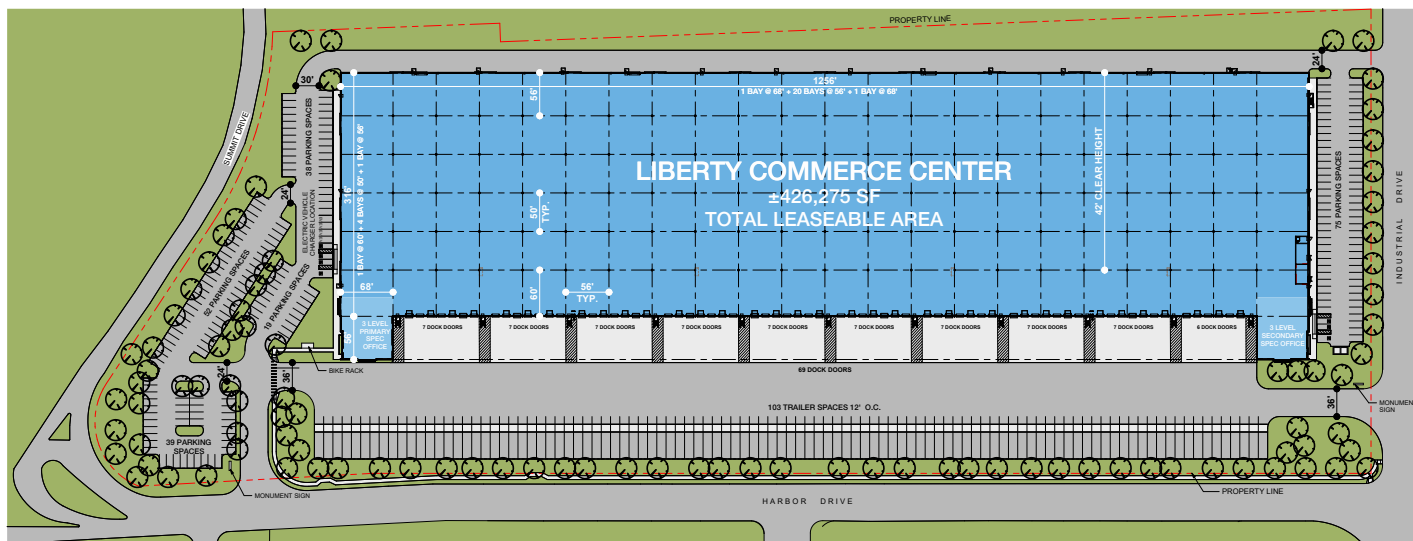 PROPERTY LINE
24'
30'
1256'
1 BAY @ 68' + 20 BAYS @ 56' + 1 BAY @ 68'
56'
38 PARKING SPACES
SUMMIT DRIVE
316'
1 BAY @ 60' + 4 BAYS @ 50' + 1 BAY @ 56'
42' CLEAR HEIGHT
LIBERTY COMMERCE CENTER
±426,275 SF
TOTAL LEASEABLE AREA
75 PARKING SPACES
INDUSTRIAL DRIVE
24'
ELECTRIC VEHICLE
CHARGER LOCATION
50'
TYP.
52 PARKING SPACES
19 PARKING SPACES
68'
60'
56'
TYP.
3 LEVEL
PRIMARY
SPEC
OFFICE
56'
7 DOCK DOORS
7 DOCK DOORS
7 DOCK DOORS
7 DOCK DOORS
7 DOCK DOORS
7 DOCK DOORS
7 DOCK DOORS
7 DOCK DOORS
7 DOCK DOORS
6 DOCK DOORS
3 LEVEL
SECONDARY
SPEC OFFICE
24'
36'
BIKE RACK
69 DOCK DOORS
103 TRAILER SPACES 12' O.C.
36'
MONUMENT
SIGN
39 PARKING
SPACES
MONUMENT SIGN
HARBOR DRIVE
PROPERTY LINE